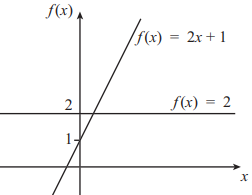 f(x)
f(x) = 2x + 1
2
f(x) = 2
1
x